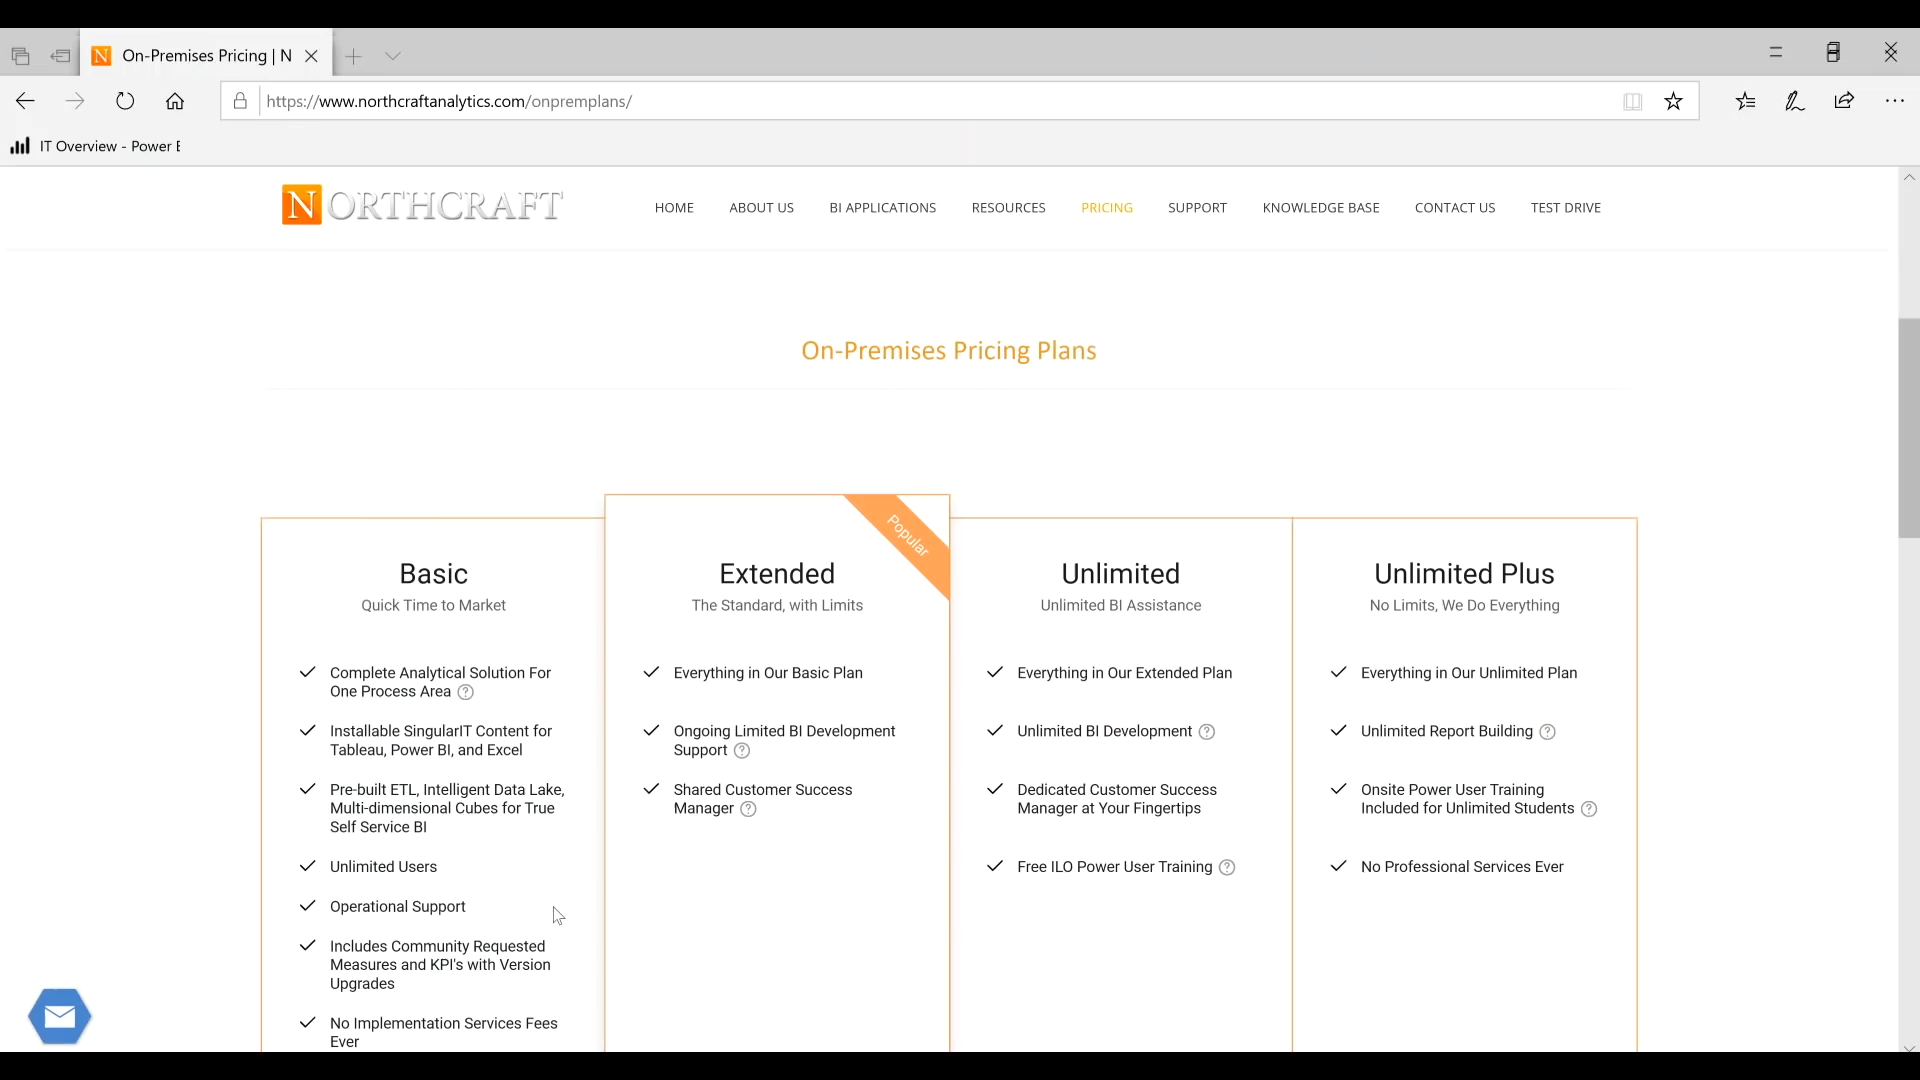 On-Premises Pricing | N
https://www.northcraftanalytics.com/onpremplans/
IT Overview - Power
NORTHCRAFT
HOME ABOUT US BI APPLICATIONS RESOURCES PRICING SUPPORT KNOWLEDGE BASE CONTACT US TEST DRIVE
On-Premises Pricing Plans
Popular
Basic
Quick Time to Market
Complete Analytical Solution For
One Process Area ?
Installable SingularIT Content for
Tableau, Power BI, and Excel
Pre-built ETL, Intelligent Data Lake,
Multi-dimensional Cubes for True
Self Service BI
Unlimited Users
Operational Support
Includes Community Requested
Measures and KPI's with Version
Upgrades
No Implementation Services Fees
Ever
Extended
The Standard, with Limits
Everything in Our Basic Plan
Ongoing Limited BI Development
Support ?
Shared Customer Success
Manager ?
Unlimited
Unlimited BI Assistance
Everything in Our Extended Plan
Unlimited BI Development ?
Dedicated Customer Success
Manager at Your Fingertips
Free ILO Power User Training ?
Unlimited Plus
No Limits, We Do Everything
Everything in Our Unlimited Plan
Unlimited Report Building ?
Onsite Power User Training
Included for Unlimited Students ?
No Professional Services Ever